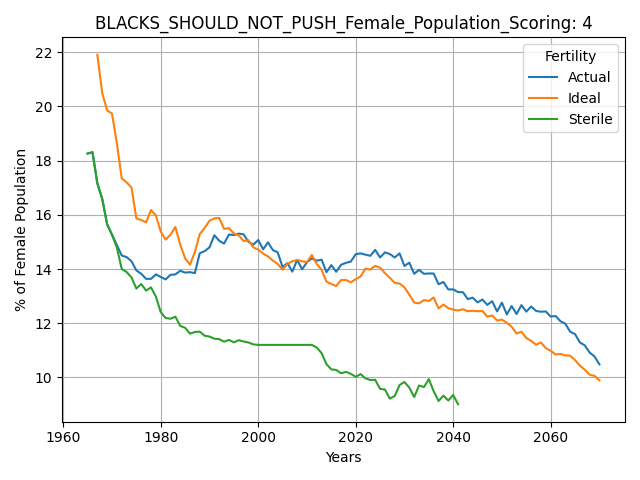 BLACKS_SHOULD_NOT_PUSH_Female_Population_Scoring: 4
Fertility
Actual
Ideal
Sterile
% of Female Population
22
20
18
16
14
12
10
1960
1980
2000
2020
2040
2060
Years